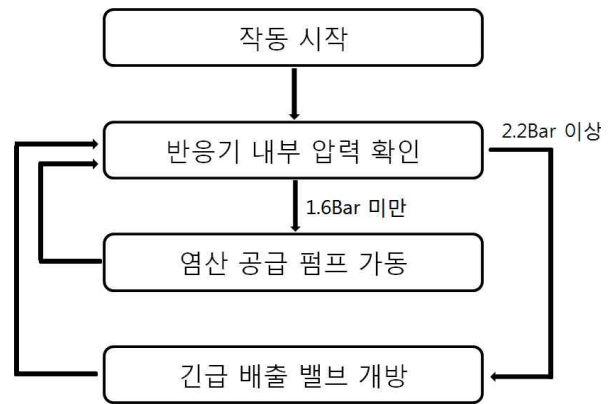 작동 시작
반응기 내부 압력 확인
2.2Bar 이상
1.6Bar 미만
염산 공급 펌프 가동
긴급 배출 밸브 개방